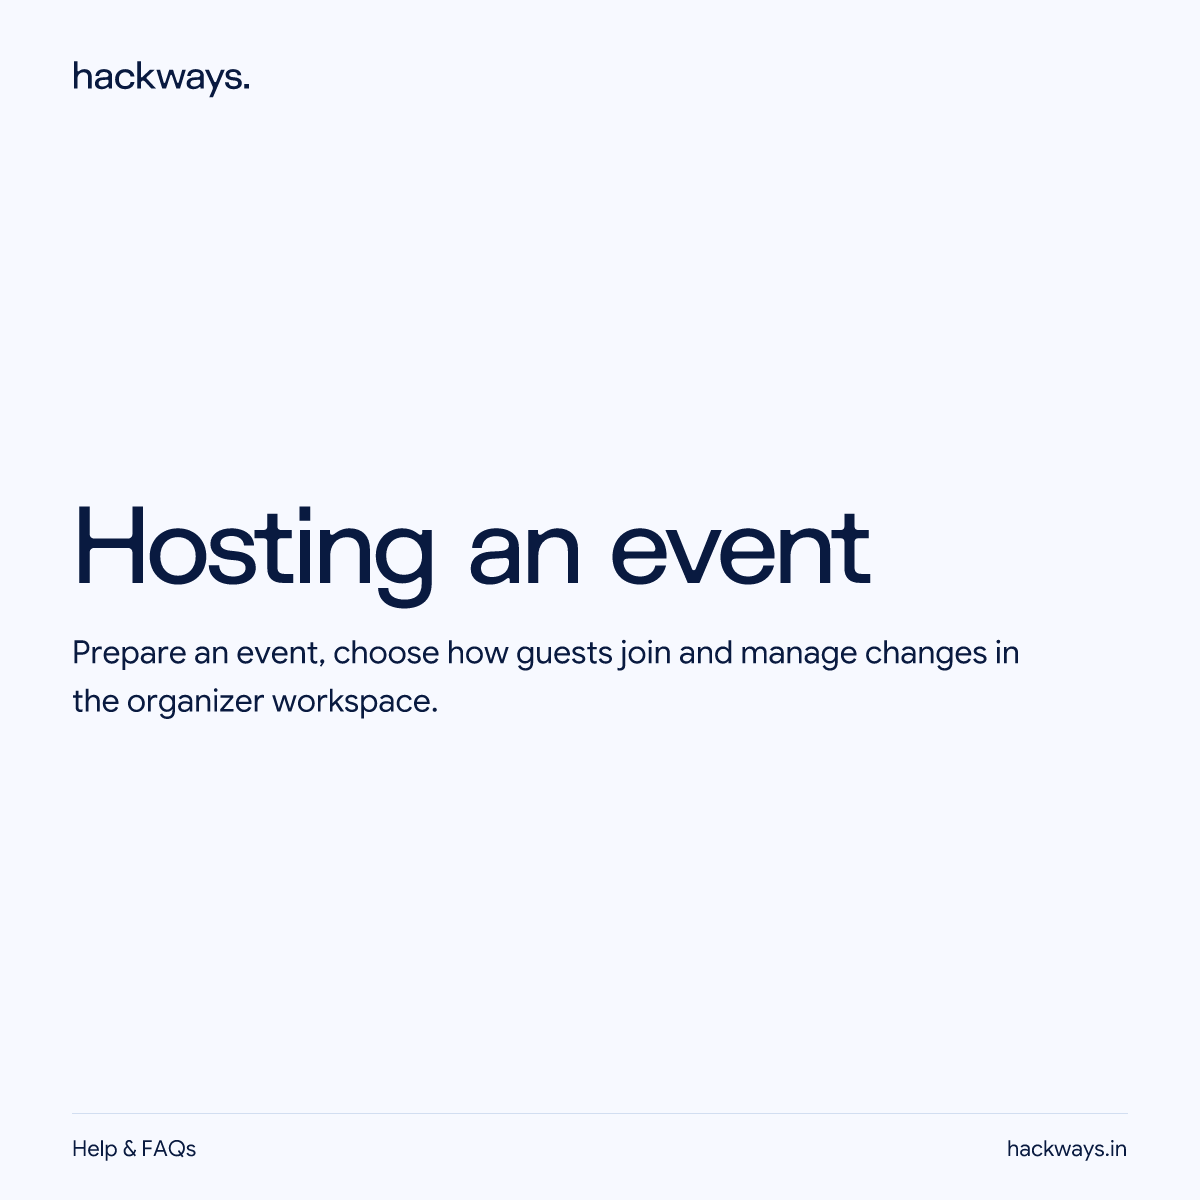 hackways.
Hosting an event
Prepare an event, choose how guests join and manage changes in
the organizer workspace.
Help & FAQs
hackways.in